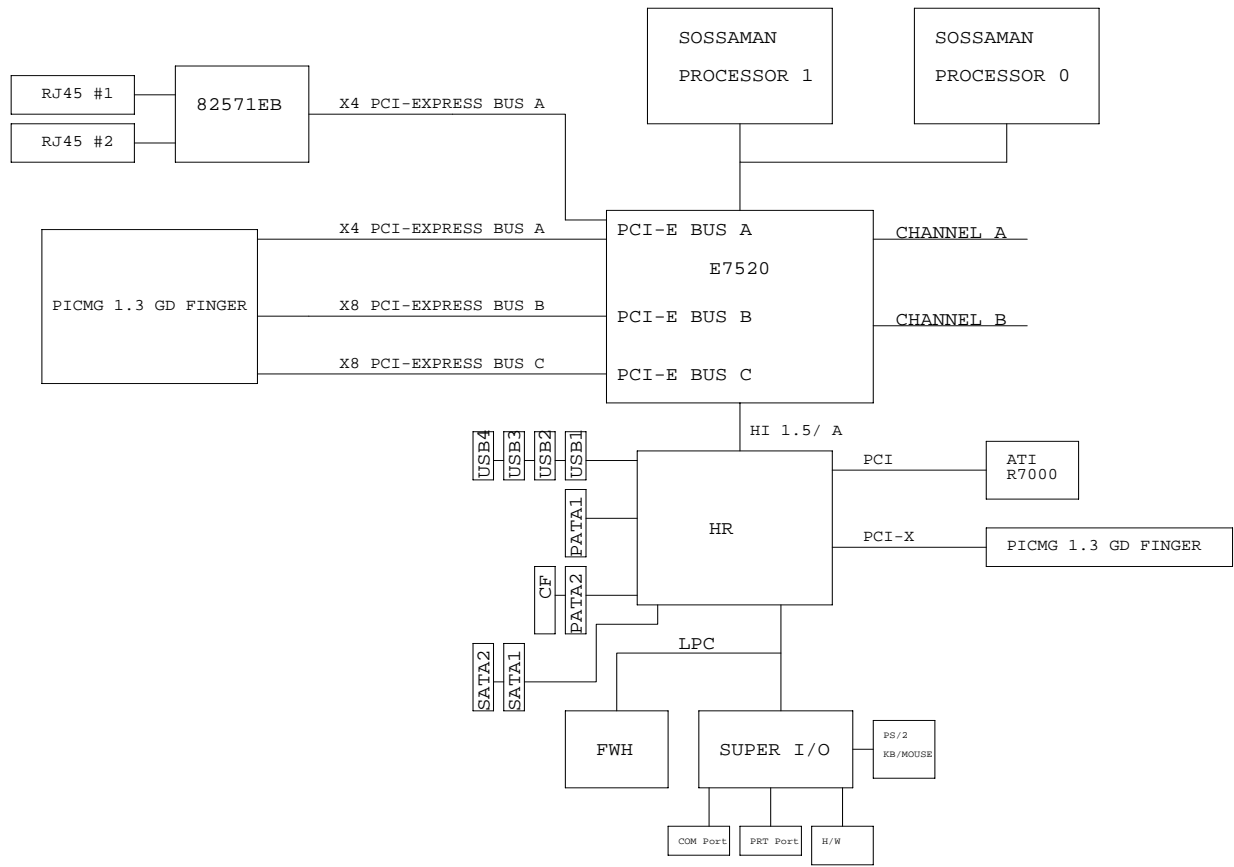 SOSSAMAN
PROCESSOR 1
SOSSAMAN
PROCESSOR 0
RJ45 #1
RJ45 #2
82571EB
X4 PCI-EXPRESS BUS A
X4 PCI-EXPRESS BUS A
PCI-E BUS A
CHANNEL A
E7520
PICMG 1.3 GD FINGER
X8 PCI-EXPRESS BUS B
PCI-E BUS B
CHANNEL B
X8 PCI-EXPRESS BUS C
PCI-E BUS C
HI 1.5/ A
USB4
USB3
USB2
USB1
PCI
ATI
R7000
PATA1
HR
PCI-X
PICMG 1.3 GD FINGER
CF
PATA2
LPC
SATA2
SATA1
FWH
SUPER I/O
PS/2
KB/MOUSE
COM Port
PRT Port
H/W